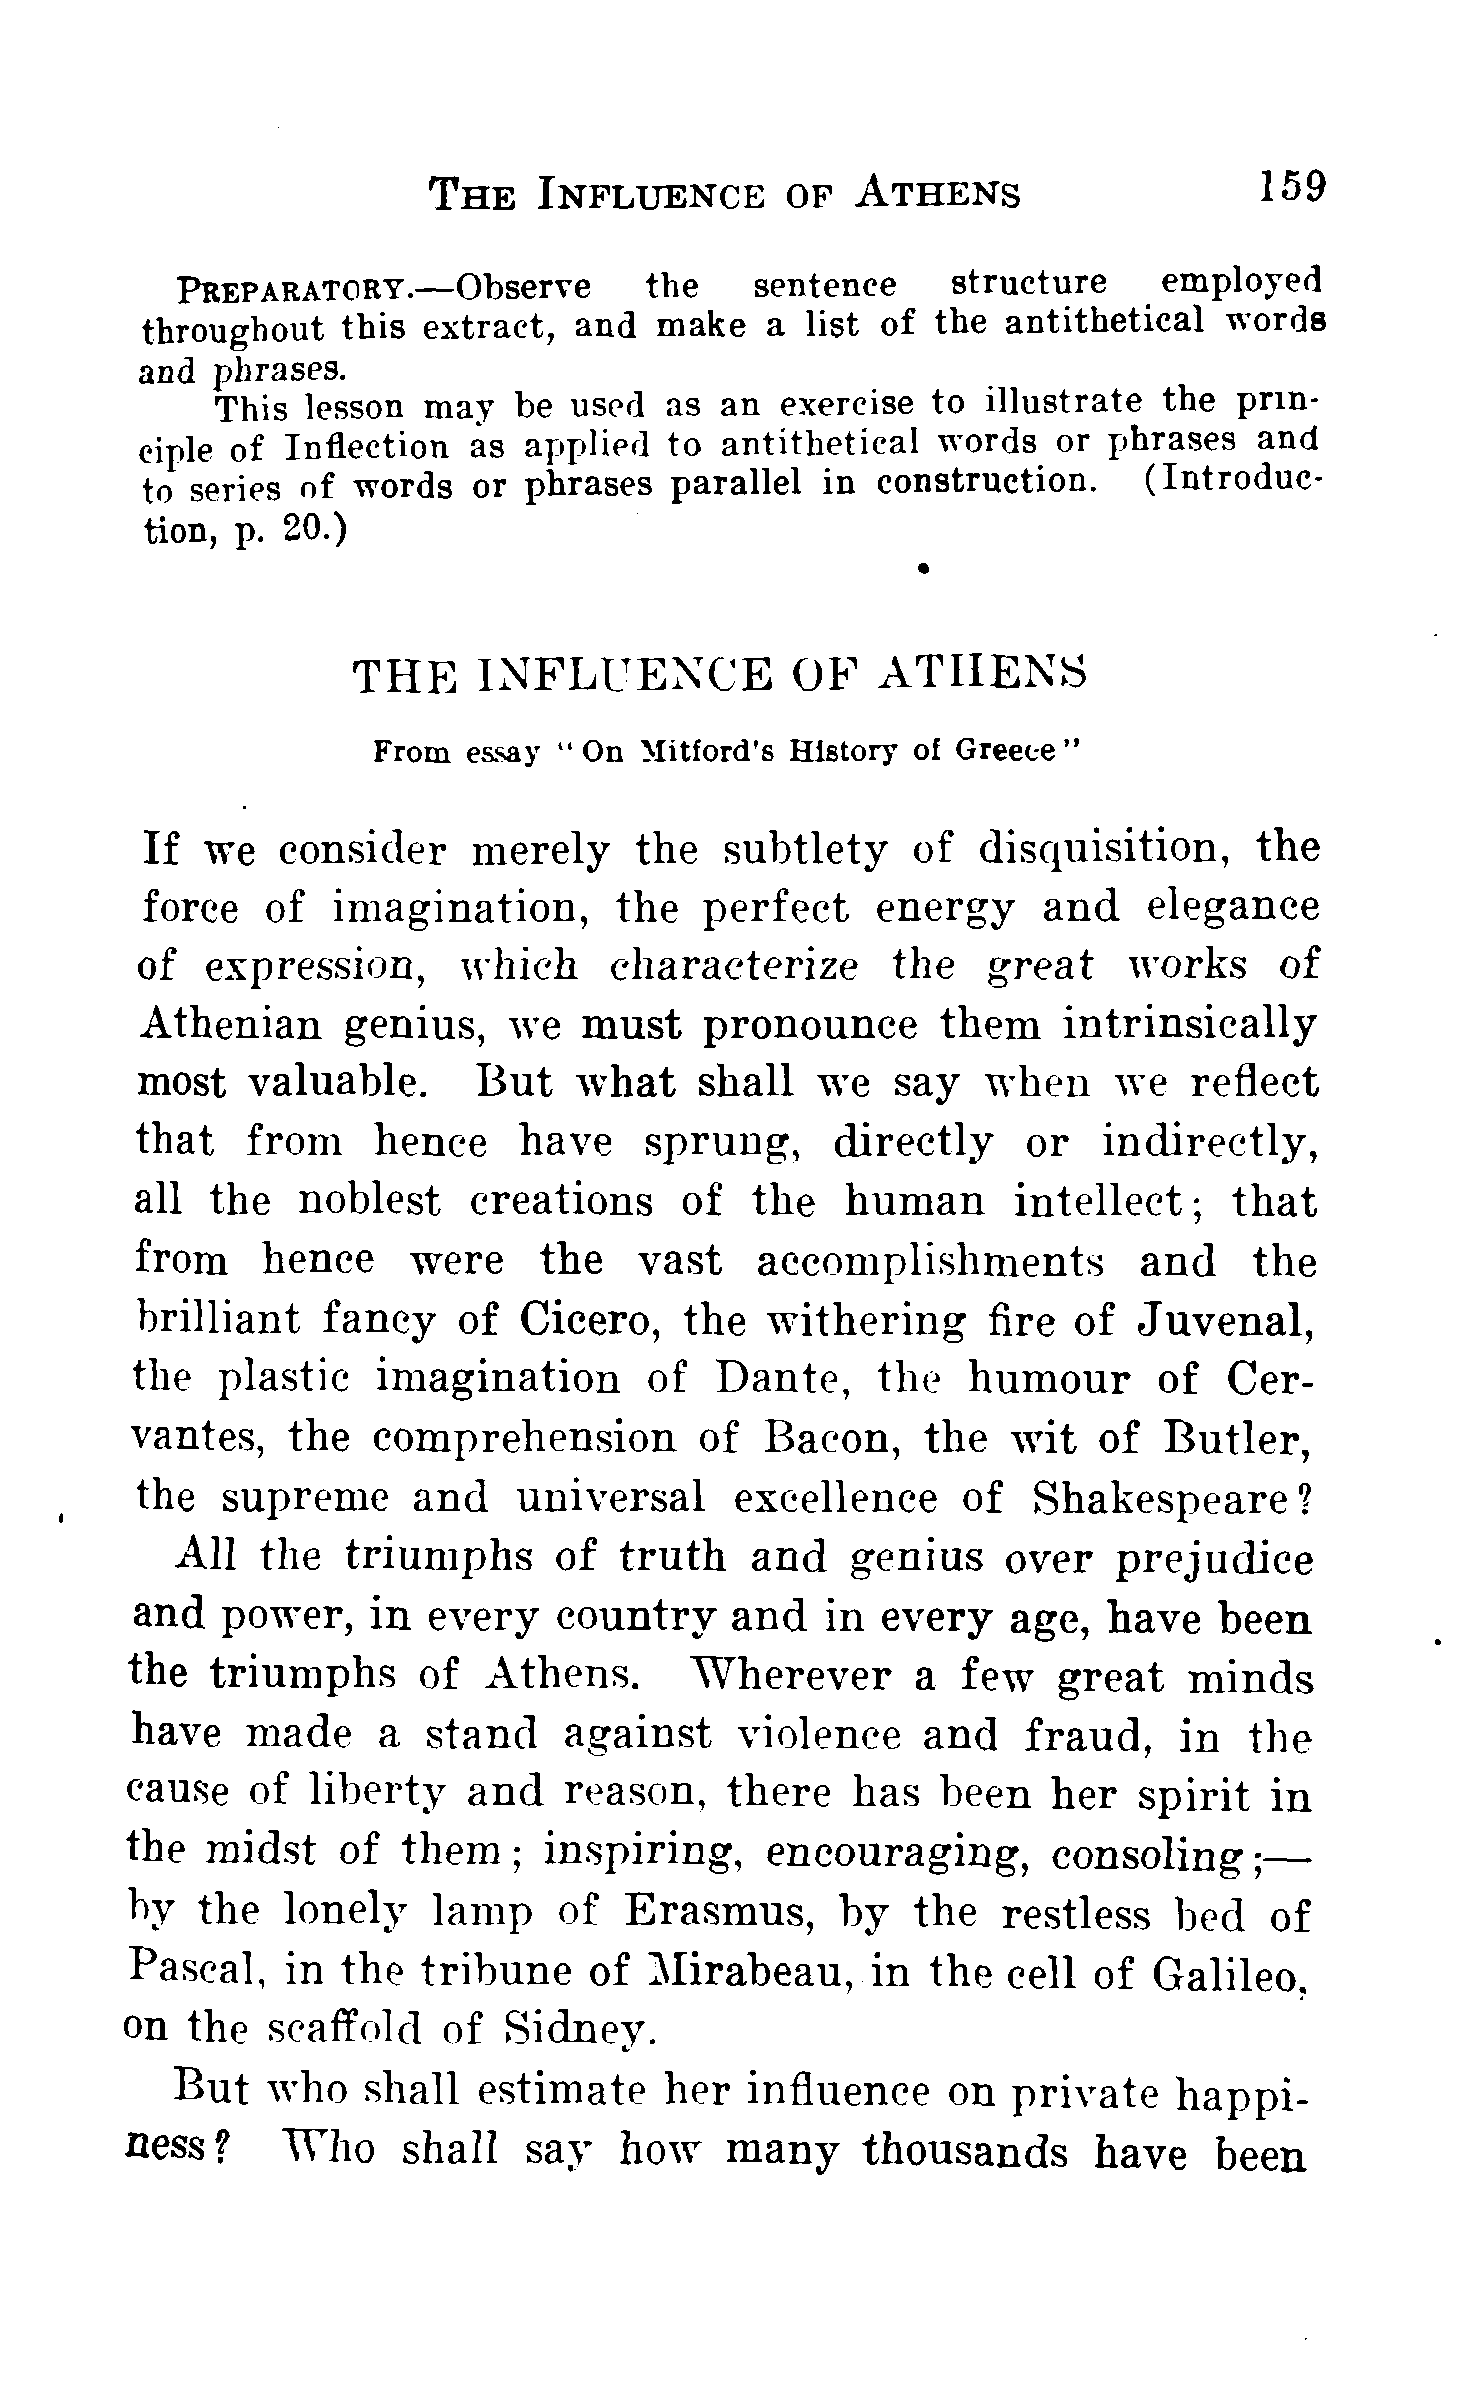 THE INFLUENCE OF ATHENS 159
PREPARATORY.—Observe the sentence structure employed
throughout this extract, and make a list of the antithetical words
and phrases.
This lesson may be used as an exercise to illustrate the prin-
ciple of Inflection as applied to antithetical words or phrases and
to series of words or phrases parallel in construction. (Introduc-
tion, p. 20.)
THE INFLUENCE OF ATHENS
From essay "On Mitford's History of Greece"
If we consider merely the subtlety of disquisition, the
force of imagination, the perfect energy and elegance
of expression, which characterize the great works of
Athenian genius, we must pronounce them intrinsically
most valuable. But what shall we say when we reflect
that from hence have sprung, directly or indirectly,
all the noblest creations of the human intellect; that
from hence were the vast accomplishments and the
brilliant fancy of Cicero, the withering fire of Juvenal,
the plastic imagination of Dante, the humour of Cer-
vantes, the comprehension of Bacon, the wit of Butler,
the supreme and universal excellence of Shakespeare?
All the triumphs of truth and genius over prejudice
and power, in every country and in every age, have been
the triumphs of Athens. Wherever a few great minds
have made a stand against violence and fraud, in the
cause of liberty and reason, there has been her spirit in
the midst of them; inspiring, encouraging, consoling;—
by the lonely lamp of Erasmus, by the restless bed of
Pascal, in the tribune of Mirabeau, in the cell of Galileo,
on the scaffold of Sidney.
But who shall estimate her influence on private happi-
ness? Who shall say how many thousands have been